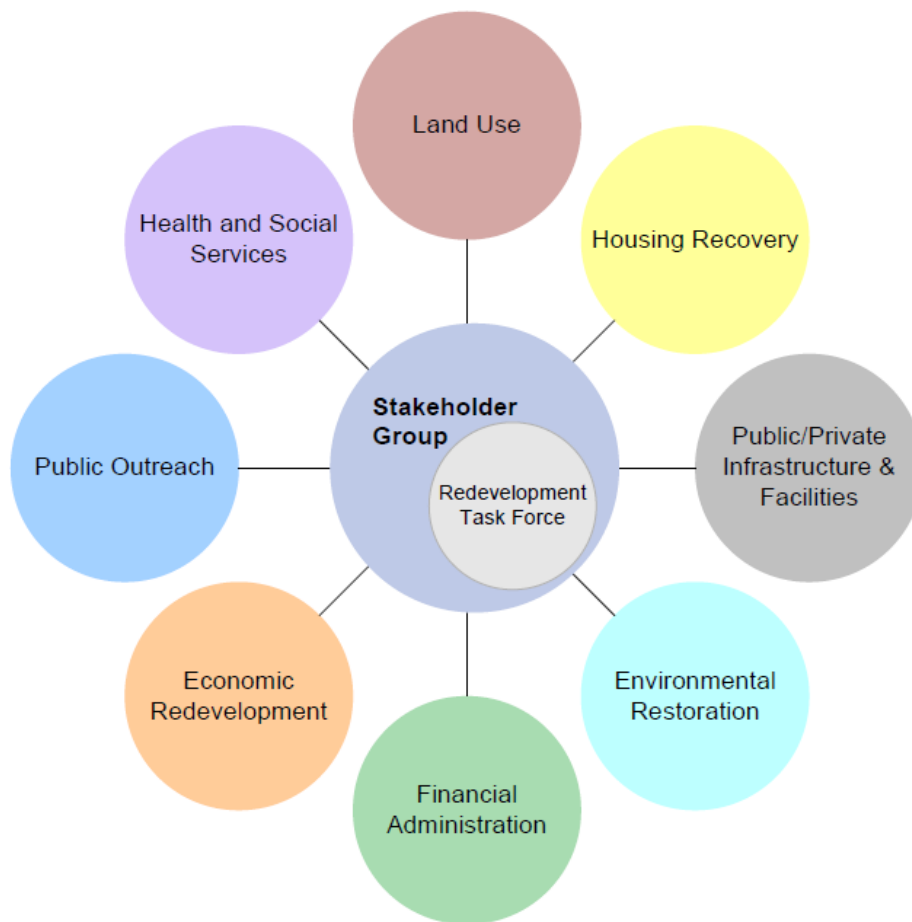 Land Use
Health and Social
Services
Housing Recovery
Stakeholder
Group
Public/Private
Infrastructure &
Facilities
Public Outreach
Redevelopment
Task Force
Economic
Redevelopment
Environmental
Restoration
Financial
Administration